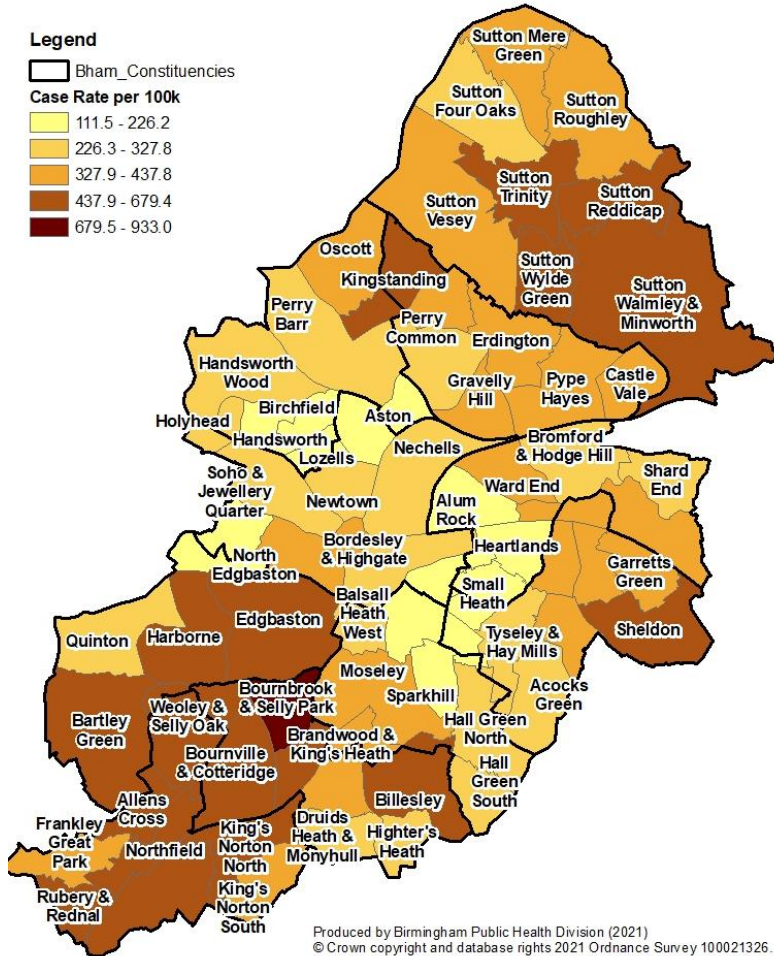 Legend
Bham_Constituencies
Case Rate per 100k
111.5 - 226.2
226.3 - 327.8
327.9 - 437.8
437.9 - 679.4
679.5 - 933.0
Sutton Mere
Green
Sutton
Four Oaks
Sutton
Roughley
Sutton
Trinity
Sutton
Reddicap
Sutton
Vesey
Oscott
Kingstanding
Sutton
Wylde
Green
Sutton
Walmley &
Minworth
Perry
Barr
Perry
Common
Erdington
Handsworth
Wood
Gravelly
Hill
Pype
Hayes
Castle
Vale
Birchfield
Aston
Holyhead
Handsworth
Lozells
Nechells
Bromford
& Hodge Hill
Shard
End
Soho &
Jewellery
Quarter
Newtown
Ward End
Alum
Rock
North
Edgbaston
Bordesley
& Highgate
Heartlands
Garretts
Green
Small
Heath
Balsall
Heath
West
Quinton
Harborne
Edgbaston
Tyseley &
Hay Mills
Sheldon
Moseley
Sparkhill
Acocks
Green
Bournbrook
& Selly Park
Bartley
Green
Weoley &
Selly Oak
Brandwood &
King's Heath
Hall Green
North
Bournville
& Cotteridge
Hall
Green
South
Billesley
Allens
Cross
Frankley
Great
Park
Northfield
King's
Norton
North
Druids
Heath &
Monyhull
Highter's
Heath
Rubery &
Rednal
King's
Norton
South
Produced by Birmingham Public Health Division (2021)
© Crown copyright and database rights 2021 Ordnance Survey 100021326.